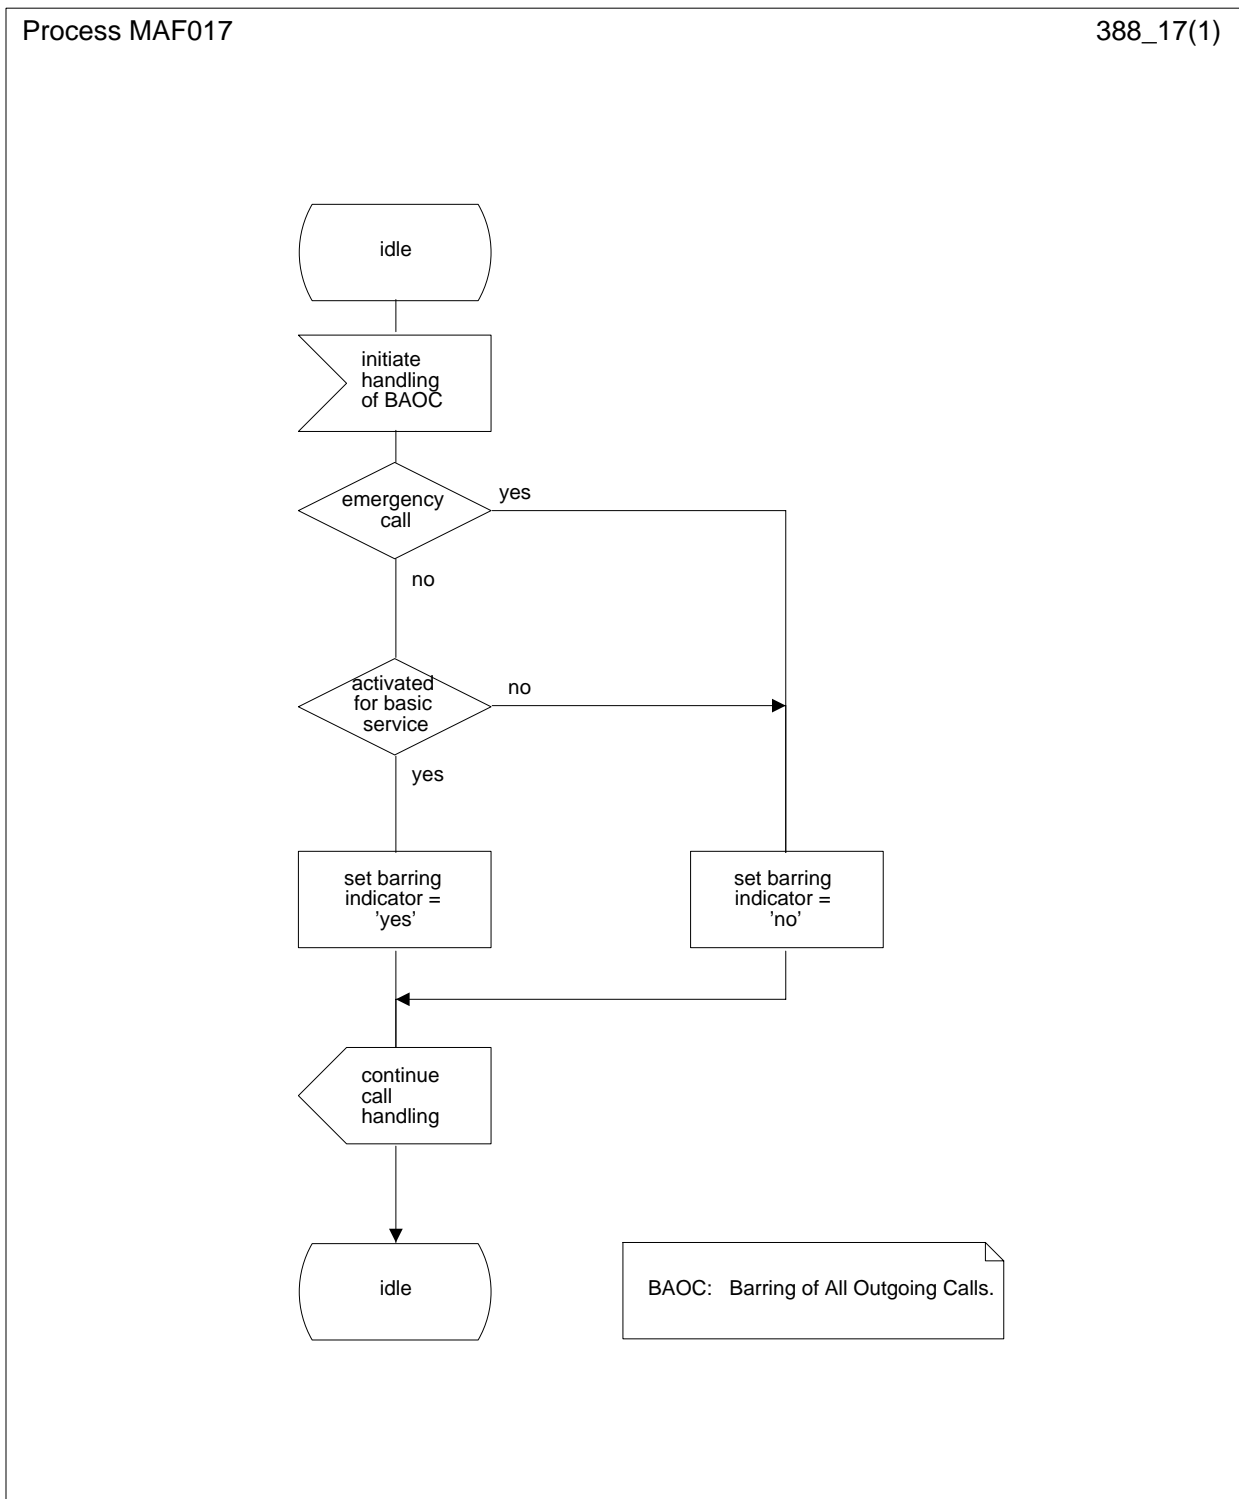 Process MAF017
388_17(1)
idle
initiate
handling
of BAOC
emergency
call
yes
no
activated
for basic
service
no
yes
set barring
indicator =
'yes'
set barring
indicator =
'no'
continue
call
handling
idle
BAOC: Barring of All Outgoing Calls.